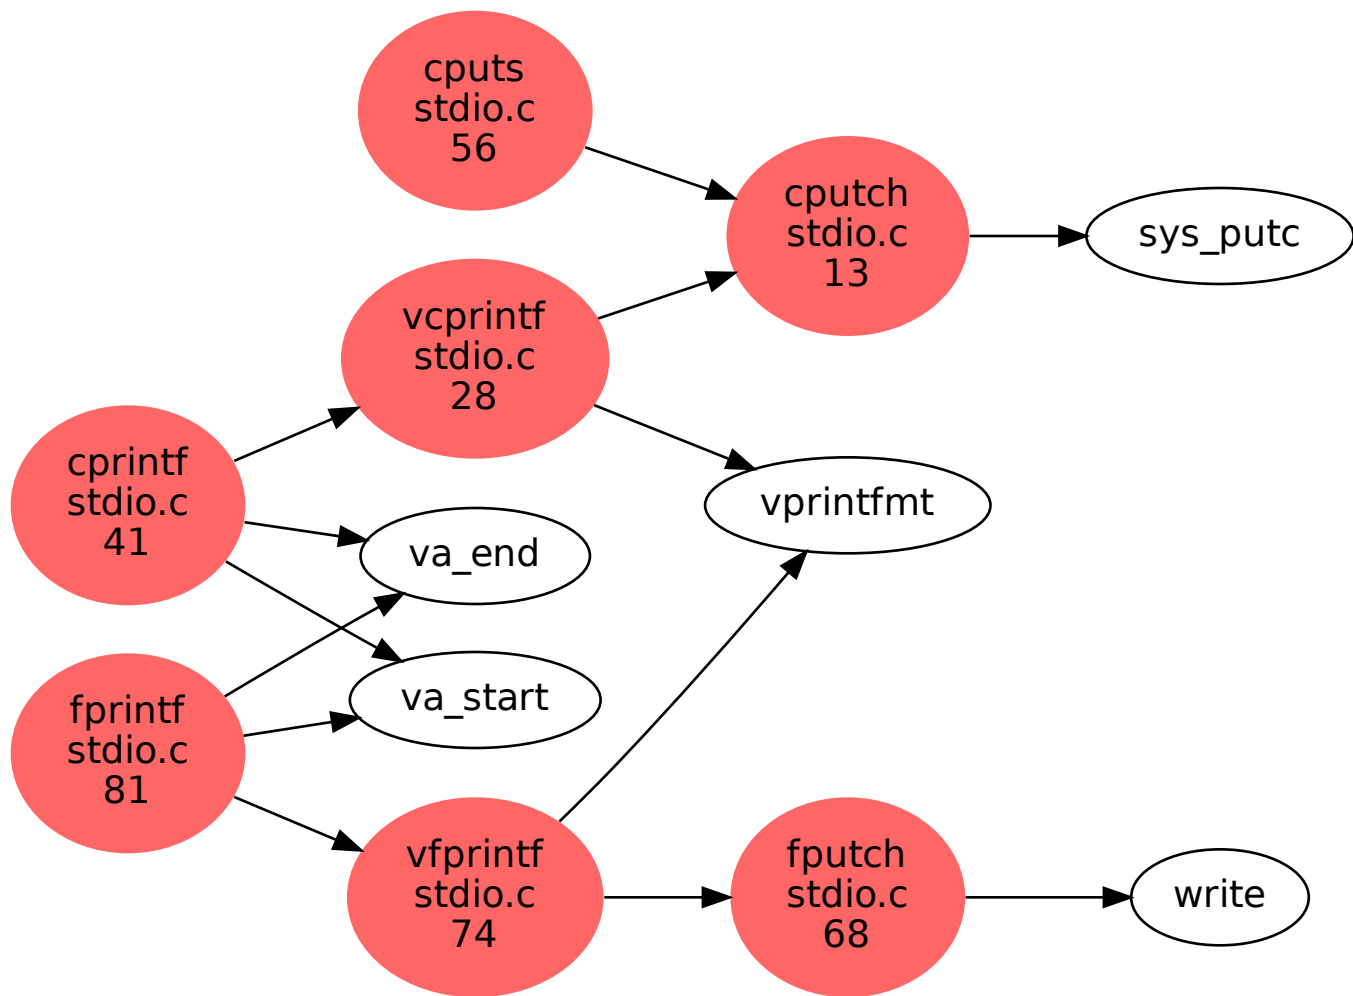 cputs
stdio.c
56
cputch
stdio.c
13
sys_putc
vcprintf
stdio.c
28
cprintf
stdio.c
41
vprintfmt
va_end
va_start
fprintf
stdio.c
81
vfprintf
stdio.c
74
fputch
stdio.c
68
write